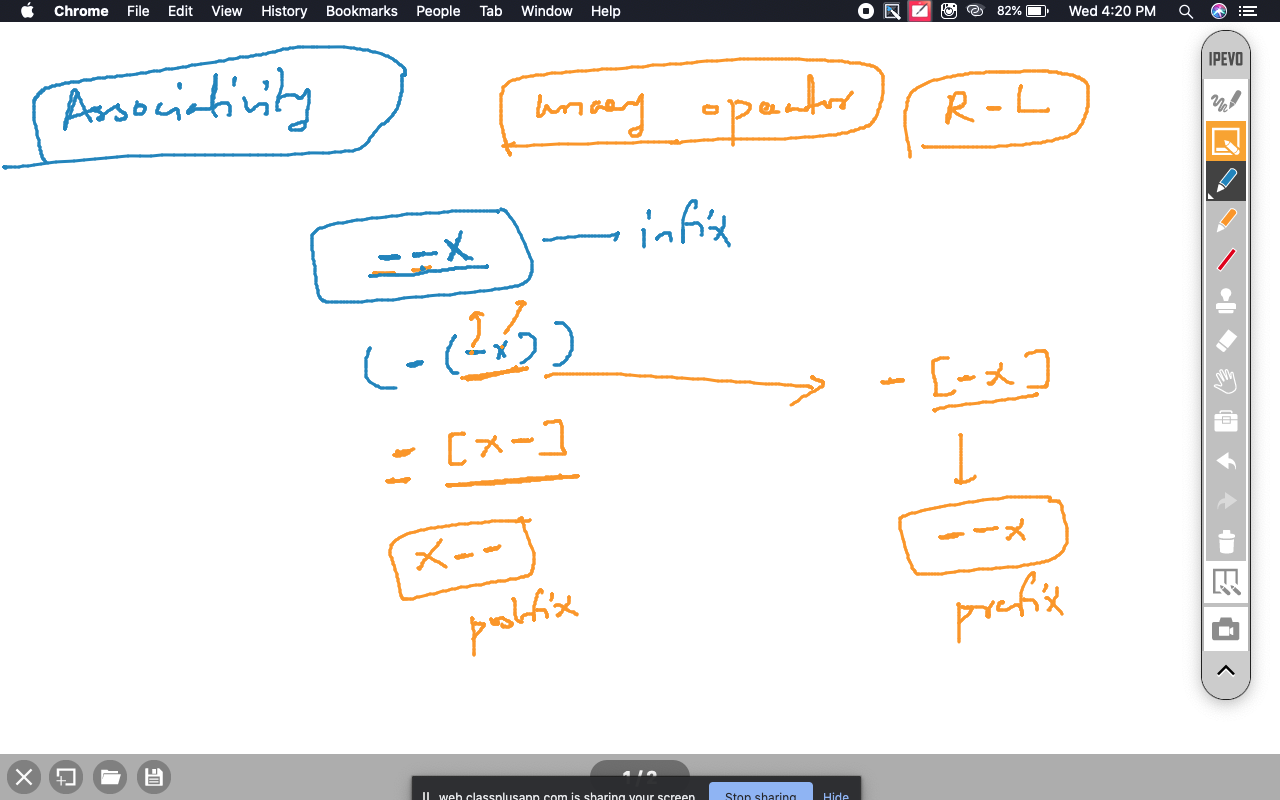 Chrome File Edit View History Bookmarks People Tab Window Help 82% Wed 4:20 PM
IPEVO
Associativity unary operator R - L
- - x → infix
( - ( - x ) ) → - [ - x ]
- [ x - ]
x - - - - x
postfix prefix
1 / 2
|| web.classplusapp.com is sharing your screen. Stop sharing Hide